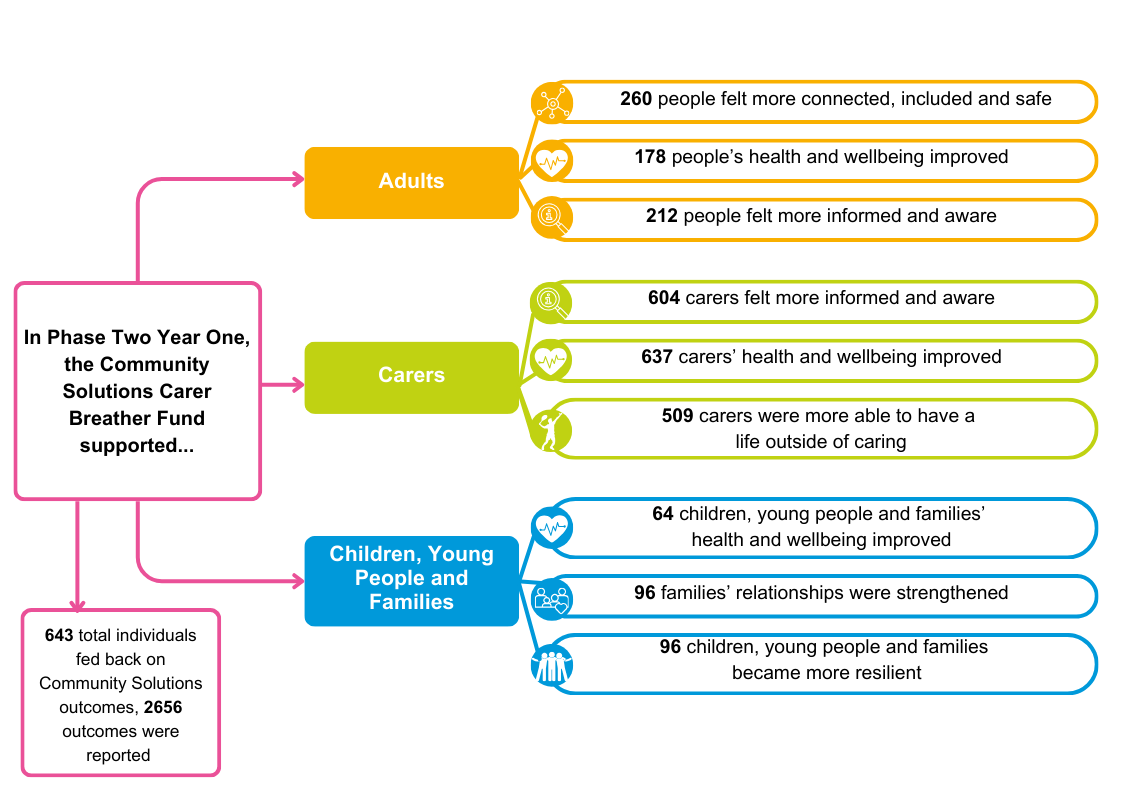 260 people felt more connected, included and safe
178 people’s health and wellbeing improved
Adults
212 people felt more informed and aware
604 carers felt more informed and aware
In Phase Two Year One,
the Community
Solutions Carer
Breather Fund
supported...
637 carers’ health and wellbeing improved
Carers
509 carers were more able to have a
life outside of caring
64 children, young people and families’
health and wellbeing improved
Children, Young
People and
Families
96 families’ relationships were strengthened
96 children, young people and families
became more resilient
643 total individuals
fed back on
Community Solutions
outcomes, 2656
outcomes were
reported